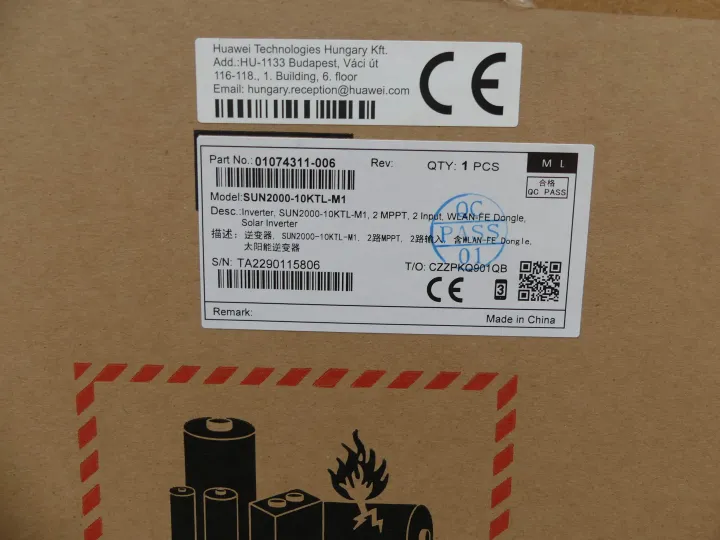 Huawei Technologies Hungary Kft.
Add.:HU-1133 Budapest, Váci út
116-118., 1. Building, 6. floor
Email: hungary.reception@huawei.com
CE
Part No.: 01074311-006 Rev: QTY: 1 PCS M L
合格
QC PASS
Model:SUN2000-10KTL-M1
Desc.:Inverter, SUN2000-10KTL-M1, 2 MPPT, 2 Input, WLAN-FE Dongle,
Solar Inverter
描述: 逆变器, SUN2000-10KTL-M1, 2路MPPT, 2路输入, 含WLAN-FE Dongle,
太阳能逆变器
QC
PASS
01
S/N: TA2290115806 T/O: CZZPKQ901QB
CE 3
Remark: Made in China